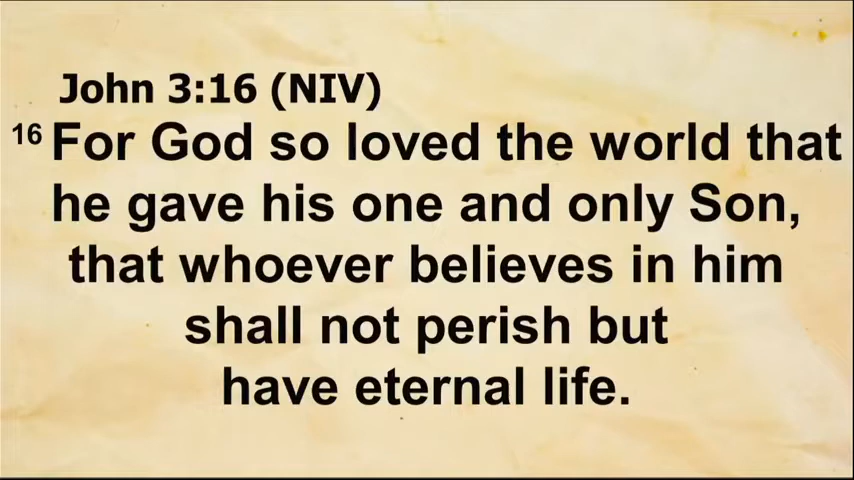 John 3:16 (NIV)
16 For God so loved the world that
he gave his one and only Son,
that whoever believes in him
shall not perish but
have eternal life.